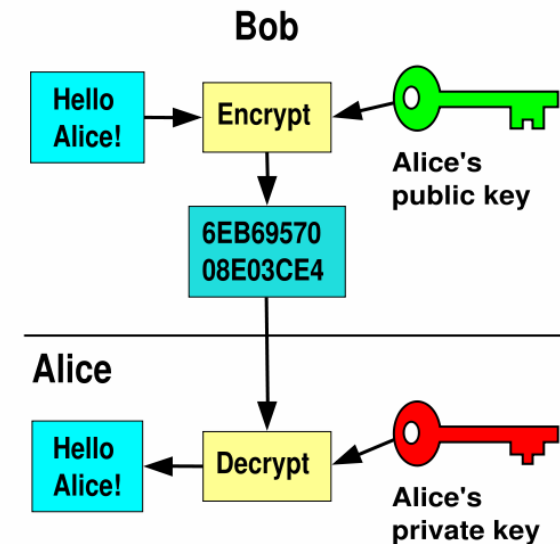 Bob
Hello
Alice!
Encrypt
Alice's
public key
6EB69570
08E03CE4
Alice
Hello
Alice!
Decrypt
Alice's
private key